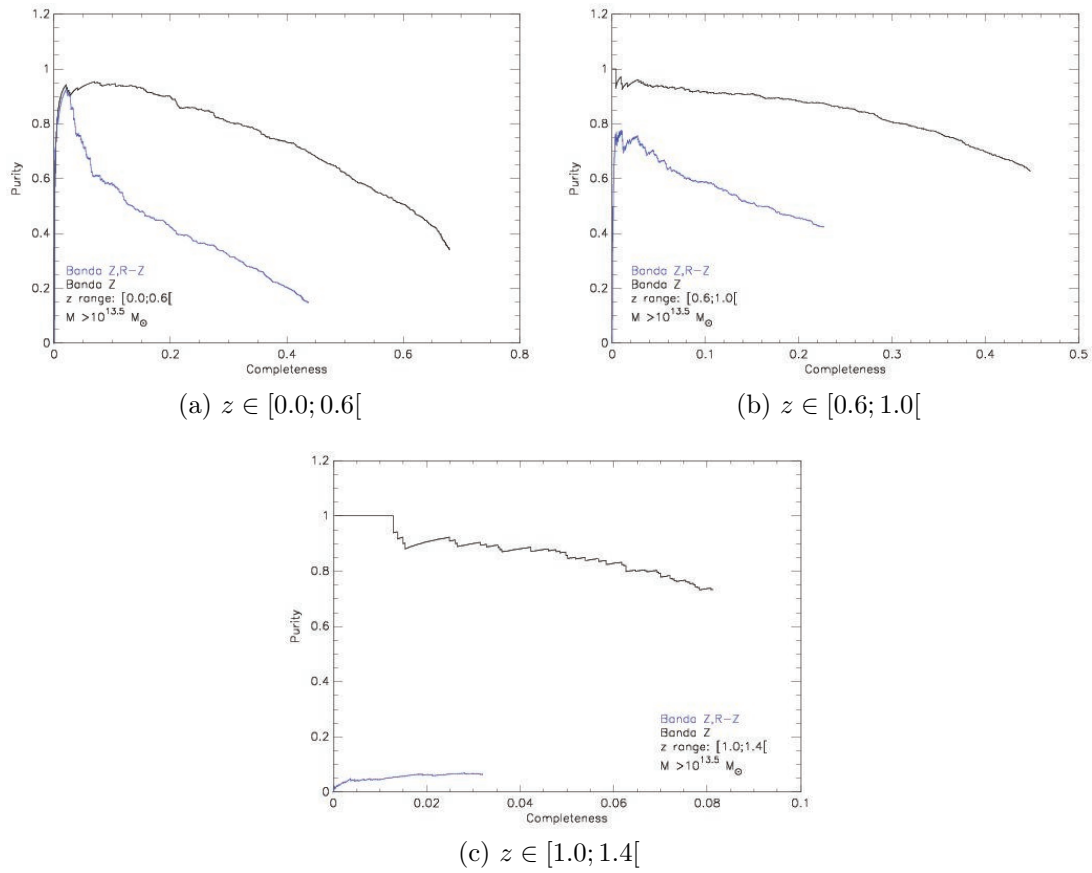 1.2
1
0.8
0.6
0.4
0.2
0
Purity
Banda Z,R−Z
Banda Z
z range: [0.0;0.6[
M >10^13.5 M⊙
0 0.2 0.4 0.6 0.8
Completeness
(a) z ∈ [0.0; 0.6[
1.2
1
0.8
0.6
0.4
0.2
0
Purity
Banda Z,R−Z
Banda Z
z range: [0.6;1.0[
M >10^13.5 M⊙
0 0.1 0.2 0.3 0.4 0.5
Completeness
(b) z ∈ [0.6; 1.0[
1.2
1
0.8
0.6
0.4
0.2
0
Purity
Banda Z,R−Z
Banda Z
z range: [1.0;1.4[
M >10^13.5 M⊙
0 0.02 0.04 0.06 0.08 0.1
Completeness
(c) z ∈ [1.0; 1.4[